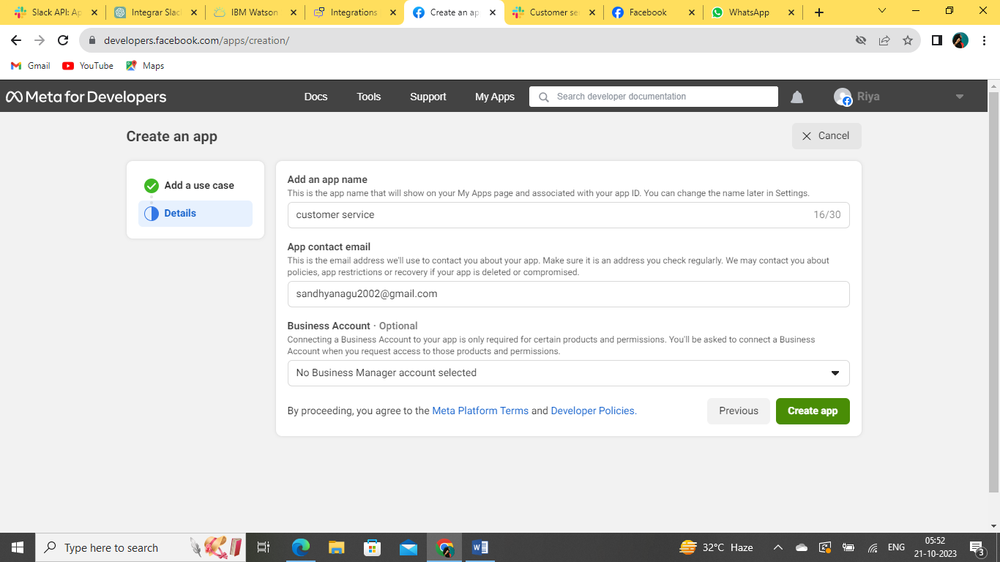 Slack API: Ap
Integrar Slac
IBM Watson
Integrations
Create an ap
Customer se
Facebook
WhatsApp
developers.facebook.com/apps/creation/
Gmail
YouTube
Maps
Meta for Developers
Docs
Tools
Support
My Apps
Search developer documentation
Riya
Create an app
Cancel
Add a use case
Details
Add an app name
This is the app name that will show on your My Apps page and associated with your app ID. You can change the name later in Settings.
customer service
16/30
App contact email
This is the email address we'll use to contact you about your app. Make sure it is an address you check regularly. We may contact you about
policies, app restrictions or recovery if your app is deleted or compromised.
sandhyanagu2002@gmail.com
Business Account · Optional
Connecting a Business Account to your app is only required for certain products and permissions. You'll be asked to connect a Business
Account when you request access to those products and permissions.
No Business Manager account selected
By proceeding, you agree to the Meta Platform Terms and Developer Policies.
Previous
Create app
Type here to search
32°C Haze
ENG
05:52
21-10-2023
3